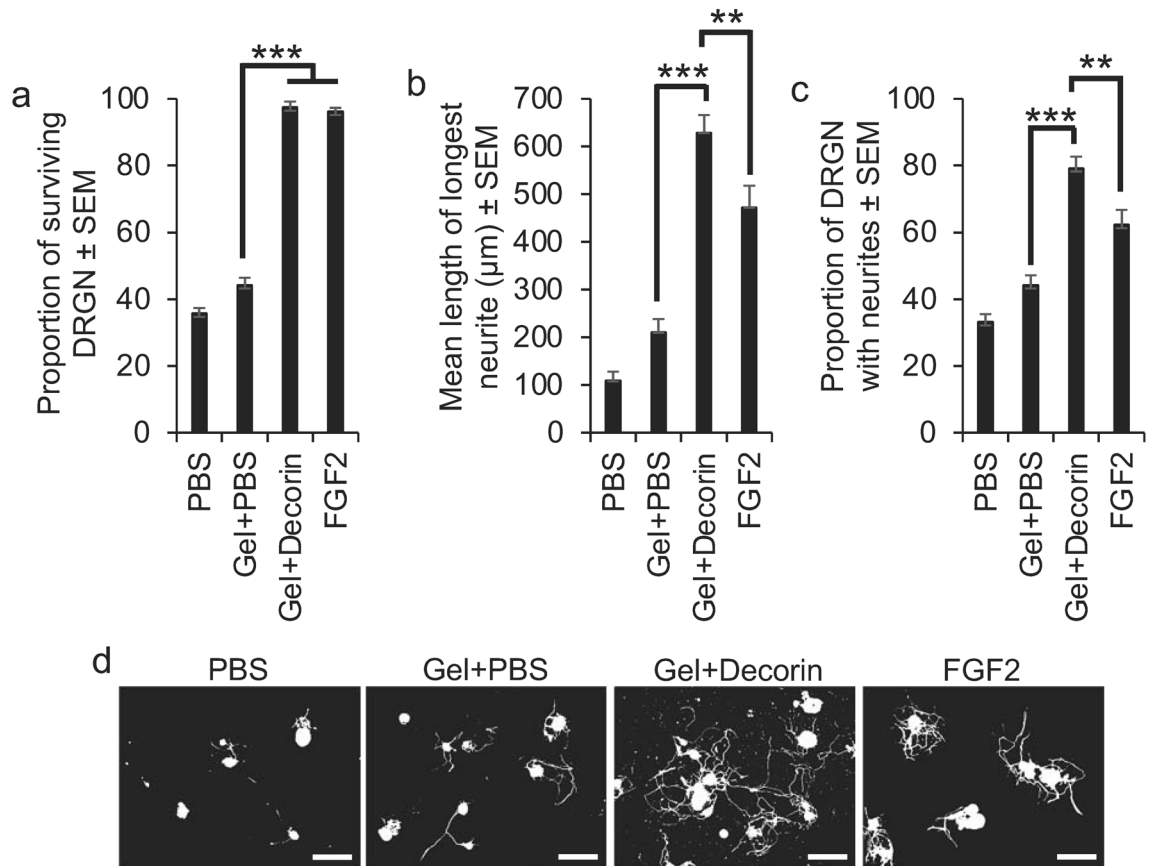 a
Proportion of surviving
DRGN ± SEM
***
100
80
60
40
20
0
PBS
Gel+PBS
Gel+Decorin
FGF2
b
Mean length of longest
neurite (μm) ± SEM
***
**
700
600
500
400
300
200
100
0
PBS
Gel+PBS
Gel+Decorin
FGF2
c
Proportion of DRGN
with neurites ± SEM
***
**
100
80
60
40
20
0
PBS
Gel+PBS
Gel+Decorin
FGF2
d
PBS
Gel+PBS
Gel+Decorin
FGF2